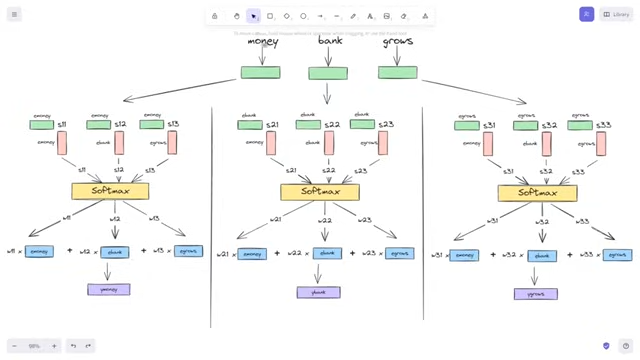 Library
money bank grows
emoney emoney emoney ebank ebank ebank egrows egrows egrows
s11 s12 s13 s21 s22 s23 s31 s32 s33
emoney ebank egrows emoney ebank egrows emoney ebank egrows
s11 s12 s13 s21 s22 s23 s31 s32 s33
Softmax Softmax Softmax
w11 w12 w13 w21 w22 w23 w31 w32 w33
w11 x emoney + w12 x ebank + w13 x egrows w21 x emoney + w22 x ebank + w23 x egrows w31 x emoney + w32 x ebank + w33 x egrows
ymoney ybank ygrows